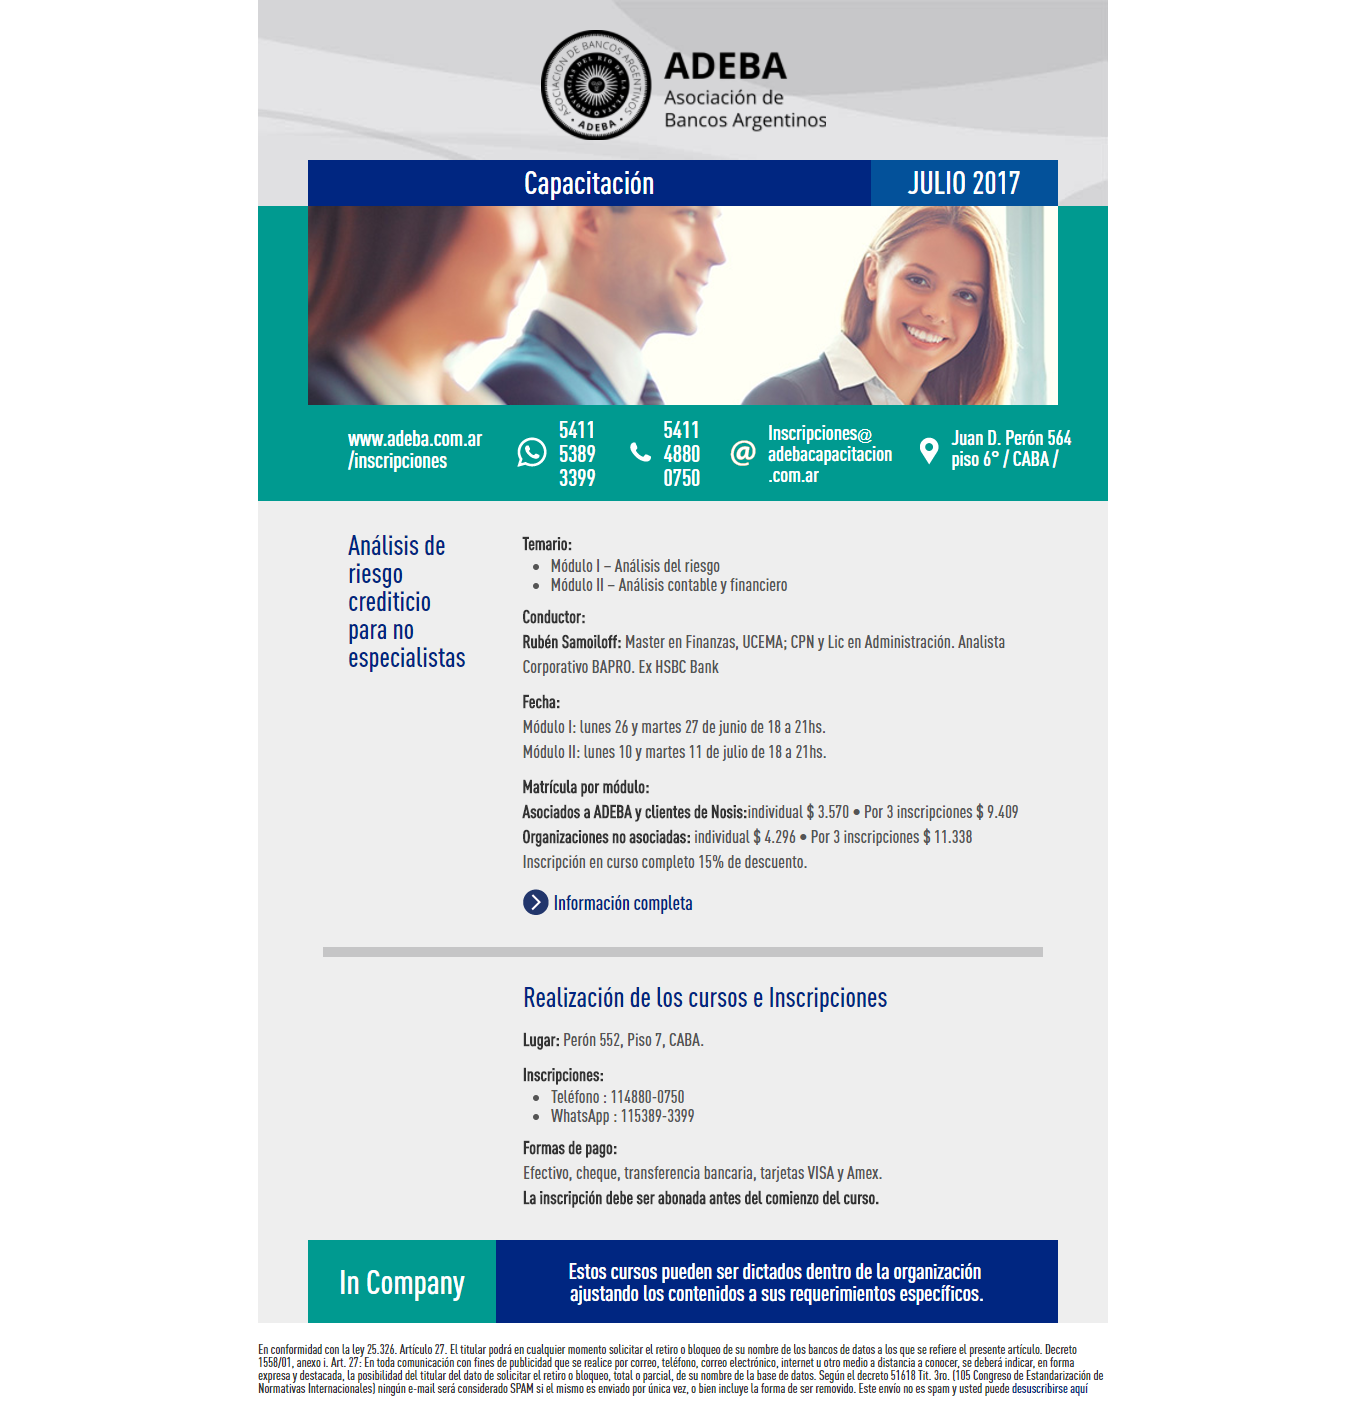 ASOCIACION DE BANCOS ARGENTINOS
ADEBA
ADEBA
Asociación de
Bancos Argentinos
Capacitación
JULIO 2017
www.adeba.com.ar
/inscripciones
5411
5389
3399
5411
4880
0750
@
Inscripciones@
adebacapacitacion
.com.ar
Juan D. Perón 564
piso 6° / CABA /
Análisis de
riesgo
crediticio
para no
especialistas
Temario:
• Módulo I – Análisis del riesgo
• Módulo II – Análisis contable y financiero
Conductor:
Rubén Samoiloff: Master en Finanzas, UCEMA; CPN y Lic en Administración. Analista
Corporativo BAPRO. Ex HSBC Bank
Fecha:
Módulo I: lunes 26 y martes 27 de junio de 18 a 21hs.
Módulo II: lunes 10 y martes 11 de julio de 18 a 21hs.
Matrícula por módulo:
Asociados a ADEBA y clientes de Nosis:individual $ 3.570 • Por 3 inscripciones $ 9.409
Organizaciones no asociadas: individual $ 4.296 • Por 3 inscripciones $ 11.338
Inscripción en curso completo 15% de descuento.
Información completa
Realización de los cursos e Inscripciones
Lugar: Perón 552, Piso 7, CABA.
Inscripciones:
• Teléfono : 114880-0750
• WhatsApp : 115389-3399
Formas de pago:
Efectivo, cheque, transferencia bancaria, tarjetas VISA y Amex.
La inscripción debe ser abonada antes del comienzo del curso.
In Company
Estos cursos pueden ser dictados dentro de la organización
ajustando los contenidos a sus requerimientos específicos.
En conformidad con la ley 25.326. Artículo 27. El titular podrá en cualquier momento solicitar el retiro o bloqueo de su nombre de los bancos de datos a los que se refiere el presente artículo. Decreto
1558/01, anexo i. Art. 27: En toda comunicación con fines de publicidad que se realice por correo, teléfono, correo electrónico, internet u otro medio a distancia a conocer, se deberá indicar, en forma
expresa y destacada, la posibilidad del titular del dato de solicitar el retiro o bloqueo, total o parcial, de su nombre de la base de datos. Según el decreto 51618 Tit. 3ro. (105 Congreso de Estandarización de
Normativas Internacionales) ningún e-mail será considerado SPAM si el mismo es enviado por única vez, o bien incluye la forma de ser removido. Este envío no es spam y usted puede desuscribirse aquí